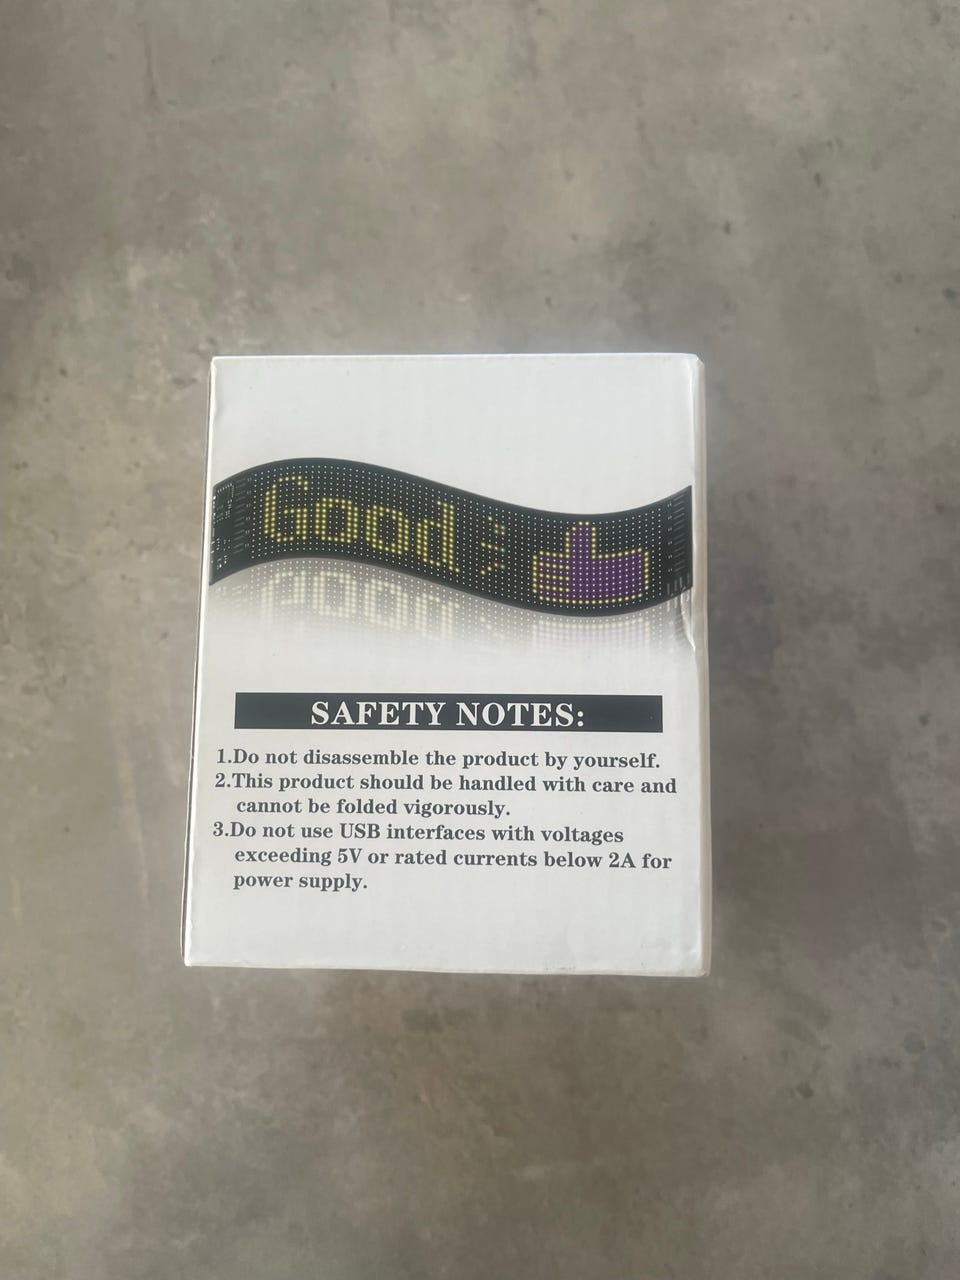 Good
SAFETY NOTES:
1.Do not disassemble the product by yourself.
2.This product should be handled with care and
cannot be folded vigorously.
3.Do not use USB interfaces with voltages
exceeding 5V or rated currents below 2A for
power supply.